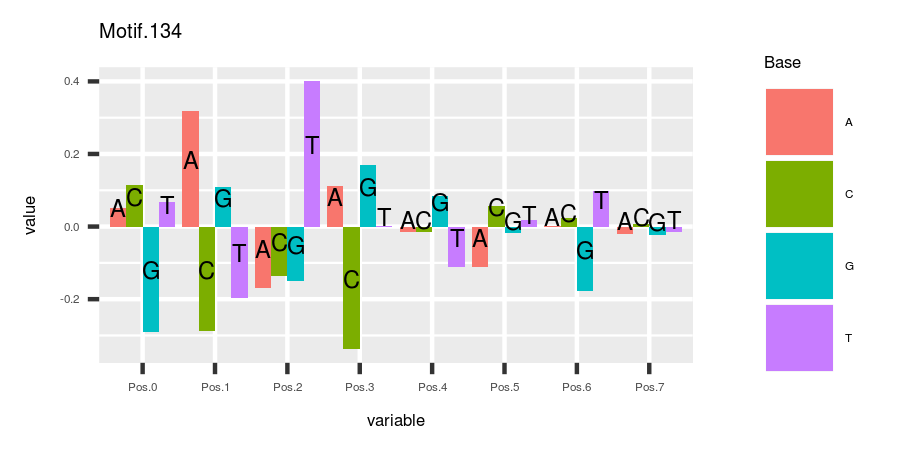 Motif.134
Base
0.4
0.2
0.0
-0.2
value
A C G T
A C G T
A C G T
A C G T
A C G T
A C G T
A C G T
A C G T
Pos.0 Pos.1 Pos.2 Pos.3 Pos.4 Pos.5 Pos.6 Pos.7
variable
A
C
G
T